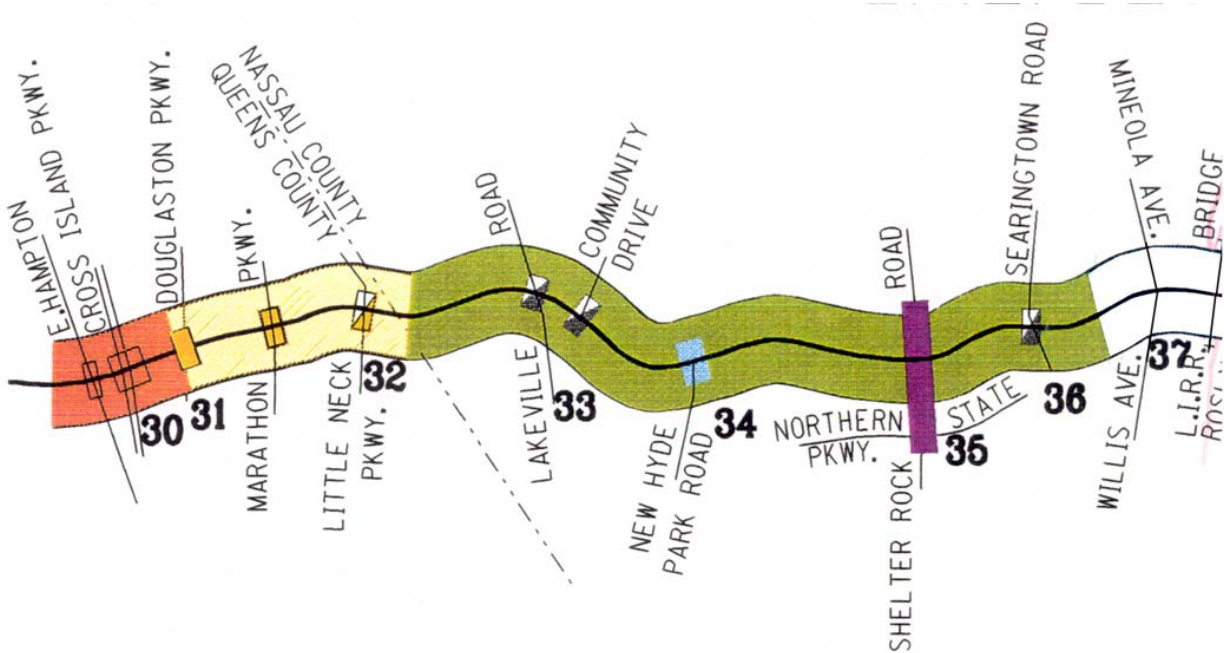 E.HAMPTON
CROSS ISLAND PKWY.
DOUGLASTON PKWY.
MARATHON PKWY.
NASSAU COUNTY
QUEENS COUNTY
LITTLE NECK
PKWY.
LAKEVILLE ROAD
COMMUNITY
DRIVE
NEW HYDE
PARK ROAD
NORTHERN STATE
PKWY.
SHELTER ROCK ROAD
SEARINGTOWN ROAD
MINEOLA AVE.
WILLIS AVE.
L.I.R.R. BRIDGE
30
31
32
33
34
35
36
37